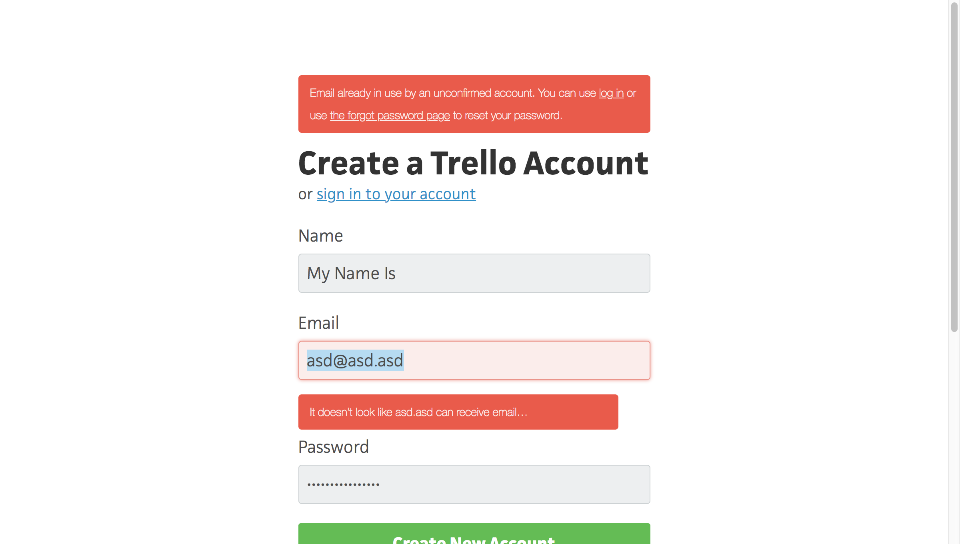 Email already in use by an unconfirmed account. You can use log in or
use the forgot password page to reset your password.
Create a Trello Account
or sign in to your account
Name
My Name Is
Email
asd@asd.asd
It doesn't look like asd.asd can receive email…
Password
••••••••••••••••
Create New Account